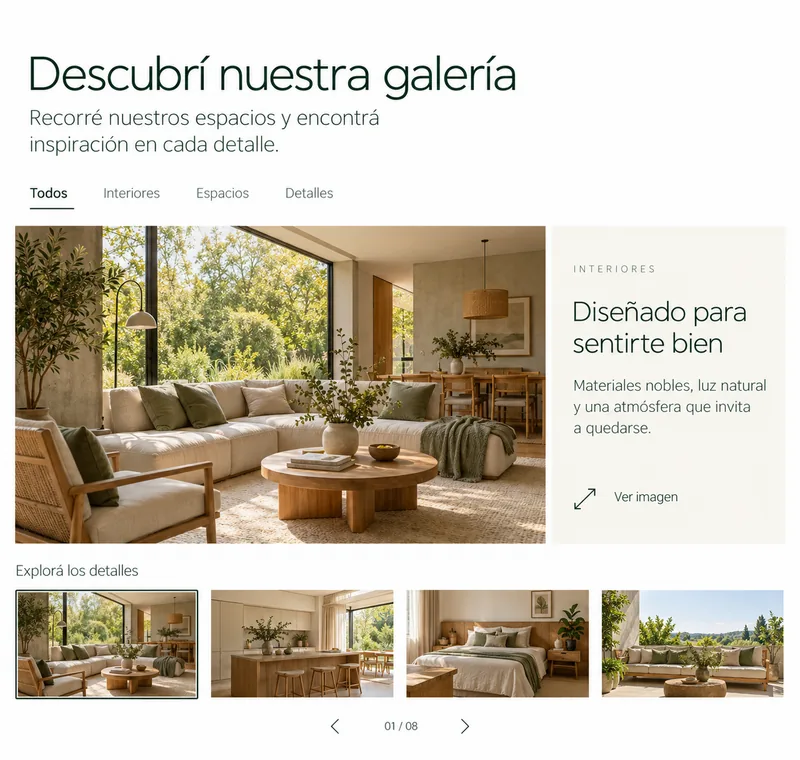 Descubrí nuestra galería
Recorré nuestros espacios y encontrá
inspiración en cada detalle.
Todos
Interiores
Espacios
Detalles
INTERIORES
Diseñado para
sentirte bien
Materiales nobles, luz natural
y una atmósfera que invita
a quedarse.
Ver imagen
Explorá los detalles
01 / 08